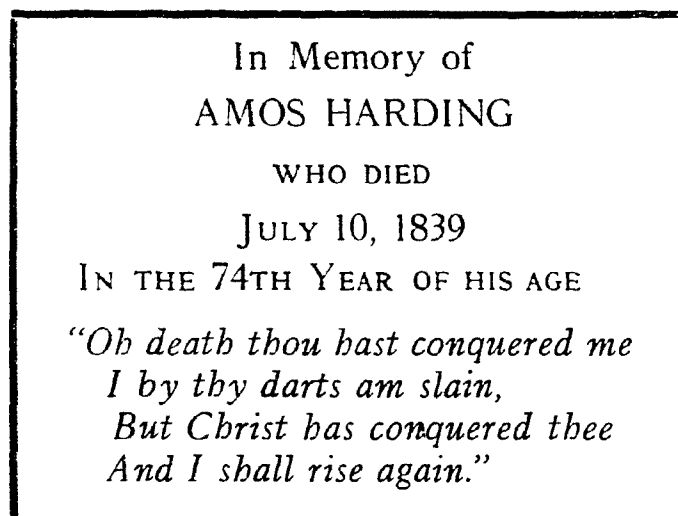 In Memory of
AMOS HARDING
WHO DIED
JULY 10, 1839
IN THE 74TH YEAR OF HIS AGE
"Oh death thou hast conquered me
I by thy darts am slain,
But Christ has conquered thee
And I shall rise again."